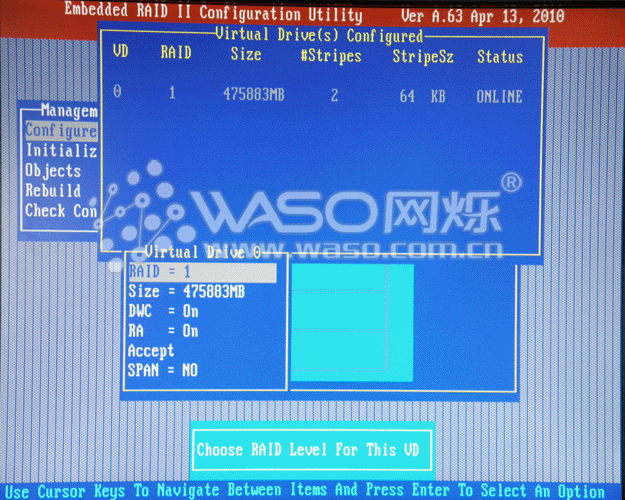 Embedded RAID II Configuration Utility Ver A.63 Apr 13, 2010
Virtual Drive(s) Configured
VD RAID Size #Stripes StripeSz Status
0 1 475883MB 2 64 KB ONLINE
Managem
Configure
Initializ
Objects
Rebuild
Check Con
WASO网烁®
www.waso.com.cn
Virtual Drive 0
RAID = 1
Size = 475883MB
DWC = On
RA = On
Accept
SPAN = NO
Choose RAID Level For This VD
Use Cursor Keys To Navigate Between Items And Press Enter To Select An Option